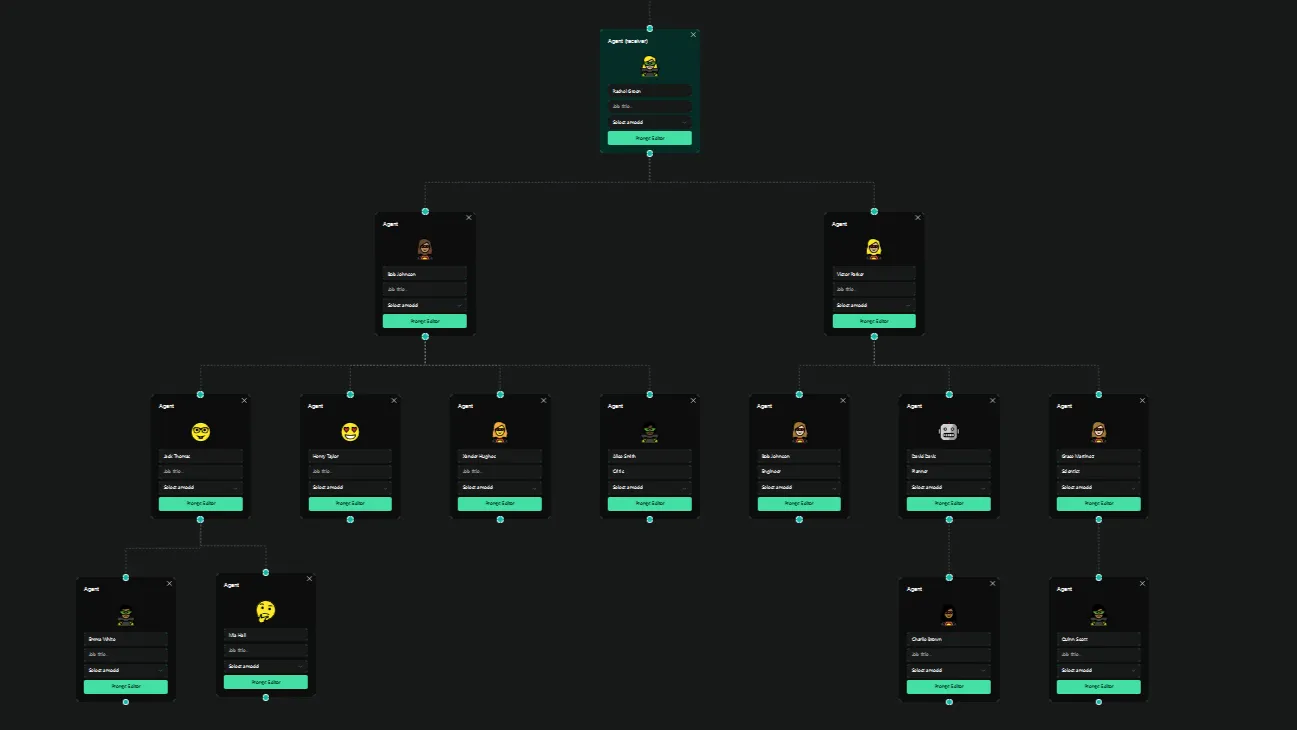 Agent (receiver)
Rachel Green
Job title..
Select a model
Prompt Editor
Agent
Bob Johnson
Job title..
Select a model
Prompt Editor
Agent
Victor Parker
Job title..
Select a model
Prompt Editor
Agent
Jack Thomas
Job title..
Select a model
Prompt Editor
Agent
Henry Taylor
Job title..
Select a model
Prompt Editor
Agent
Xander Hughes
Job title..
Select a model
Prompt Editor
Agent
Alice Smith
Critic
Select a model
Prompt Editor
Agent
Bob Johnson
Engineer
Select a model
Prompt Editor
Agent
David Davis
Planner
Select a model
Prompt Editor
Agent
Grace Martinez
Scientist
Select a model
Prompt Editor
Agent
Emma White
Job title..
Select a model
Prompt Editor
Agent
Mia Hall
Job title..
Select a model
Prompt Editor
Agent
Charlie Brown
Job title..
Select a model
Prompt Editor
Agent
Quinn Scott
Job title..
Select a model
Prompt Editor